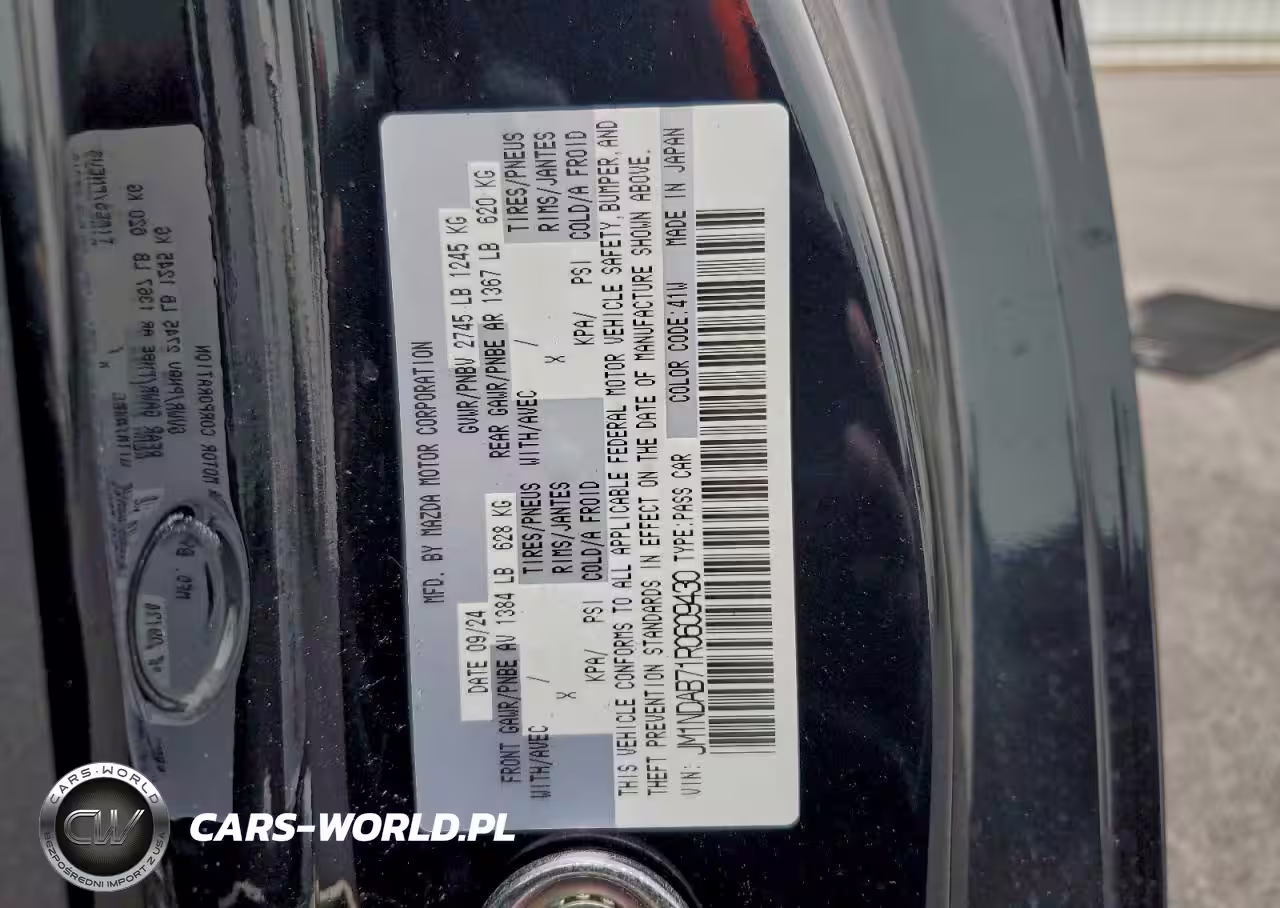 MFD. BY MAZDA MOTOR CORPORATION
DATE 09/24 GVWR/PNBV 2745 LB 1245 KG
FRONT GAWR/PNBE AV 1384 LB 628 KG REAR GAWR/PNBE AR 1367 LB 620 KG
WITH/AVEC TIRES/PNEUS WITH/AVEC TIRES/PNEUS
/ RIMS/JANTES / RIMS/JANTES
X X
KPA/ PSI COLD/A FROID KPA/ PSI COLD/A FROID
THIS VEHICLE CONFORMS TO ALL APPLICABLE FEDERAL MOTOR VEHICLE SAFETY, BUMPER, AND
THEFT PREVENTION STANDARDS IN EFFECT ON THE DATE OF MANUFACTURE SHOWN ABOVE.
VIN: JM1NDAB71R0609430 TYPE:PASS CAR COLOR CODE:41W MADE IN JAPAN
CARS-WORLD
CW
BEZPOŚREDNI IMPORT Z USA
CARS-WORLD.PL